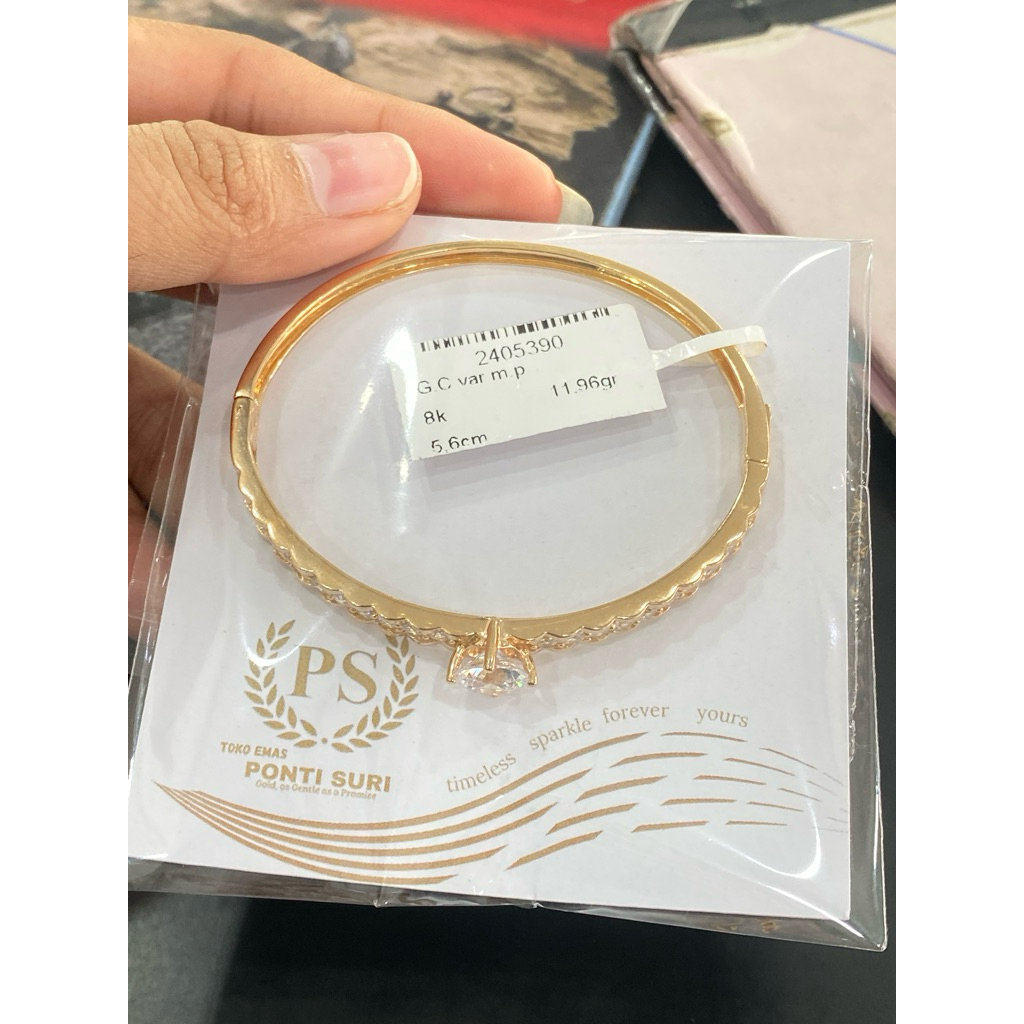 2405390
G.C var m.p
11.96gr
8k
5.6cm
PS
TOKO EMAS
PONTI SURI
Gold, as Gentle as a Promise
timeless sparkle forever yours